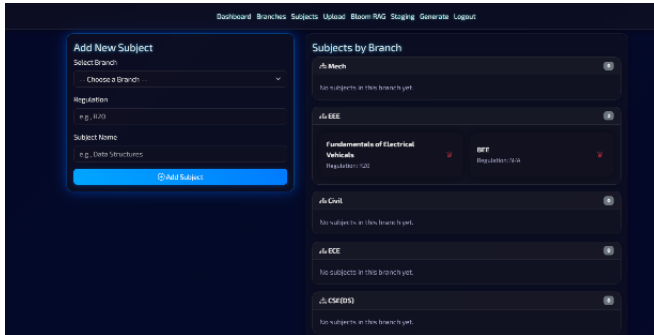 Dashboard Branches Subjects Upload Bloom RAG Staging Generate Logout
Add New Subject
Select Branch
-- Choose a Branch --
Regulation
e.g., R20
Subject Name
e.g., Data Structures
Add Subject
Subjects by Branch
Mech
0
No subjects in this branch yet.
EEE
Fundamentals of Electrical
Vehicals
Regulation: R20
BEE
Regulation: N/A
Civil
0
No subjects in this branch yet.
ECE
0
No subjects in this branch yet.
CSE(DS)
0
No subjects in this branch yet.